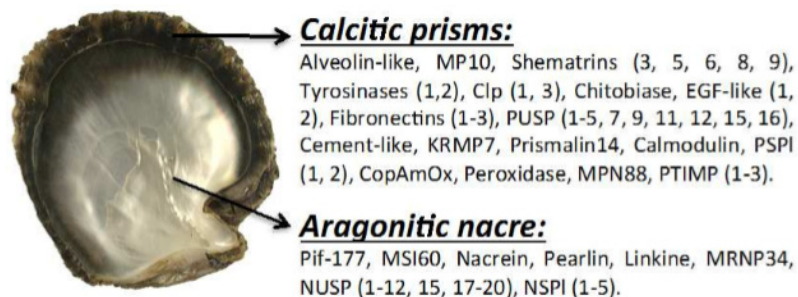 Calcitic prisms:
Alveolin-like, MP10, Shematrins (3, 5, 6, 8, 9),
Tyrosinases (1,2), Clp (1, 3), Chitobiase, EGF-like (1,
2), Fibronectins (1-3), PUSP (1-5, 7, 9, 11, 12, 15, 16),
Cement-like, KRMP7, Prismalin14, Calmodulin, PSPI
(1, 2), CopAmOx, Peroxidase, MPN88, PTIMP (1-3).
Aragonitic nacre:
Pif-177, MSI60, Nacrein, Pearlin, Linkine, MRNP34,
NUSP (1-12, 15, 17-20), NSPI (1-5).